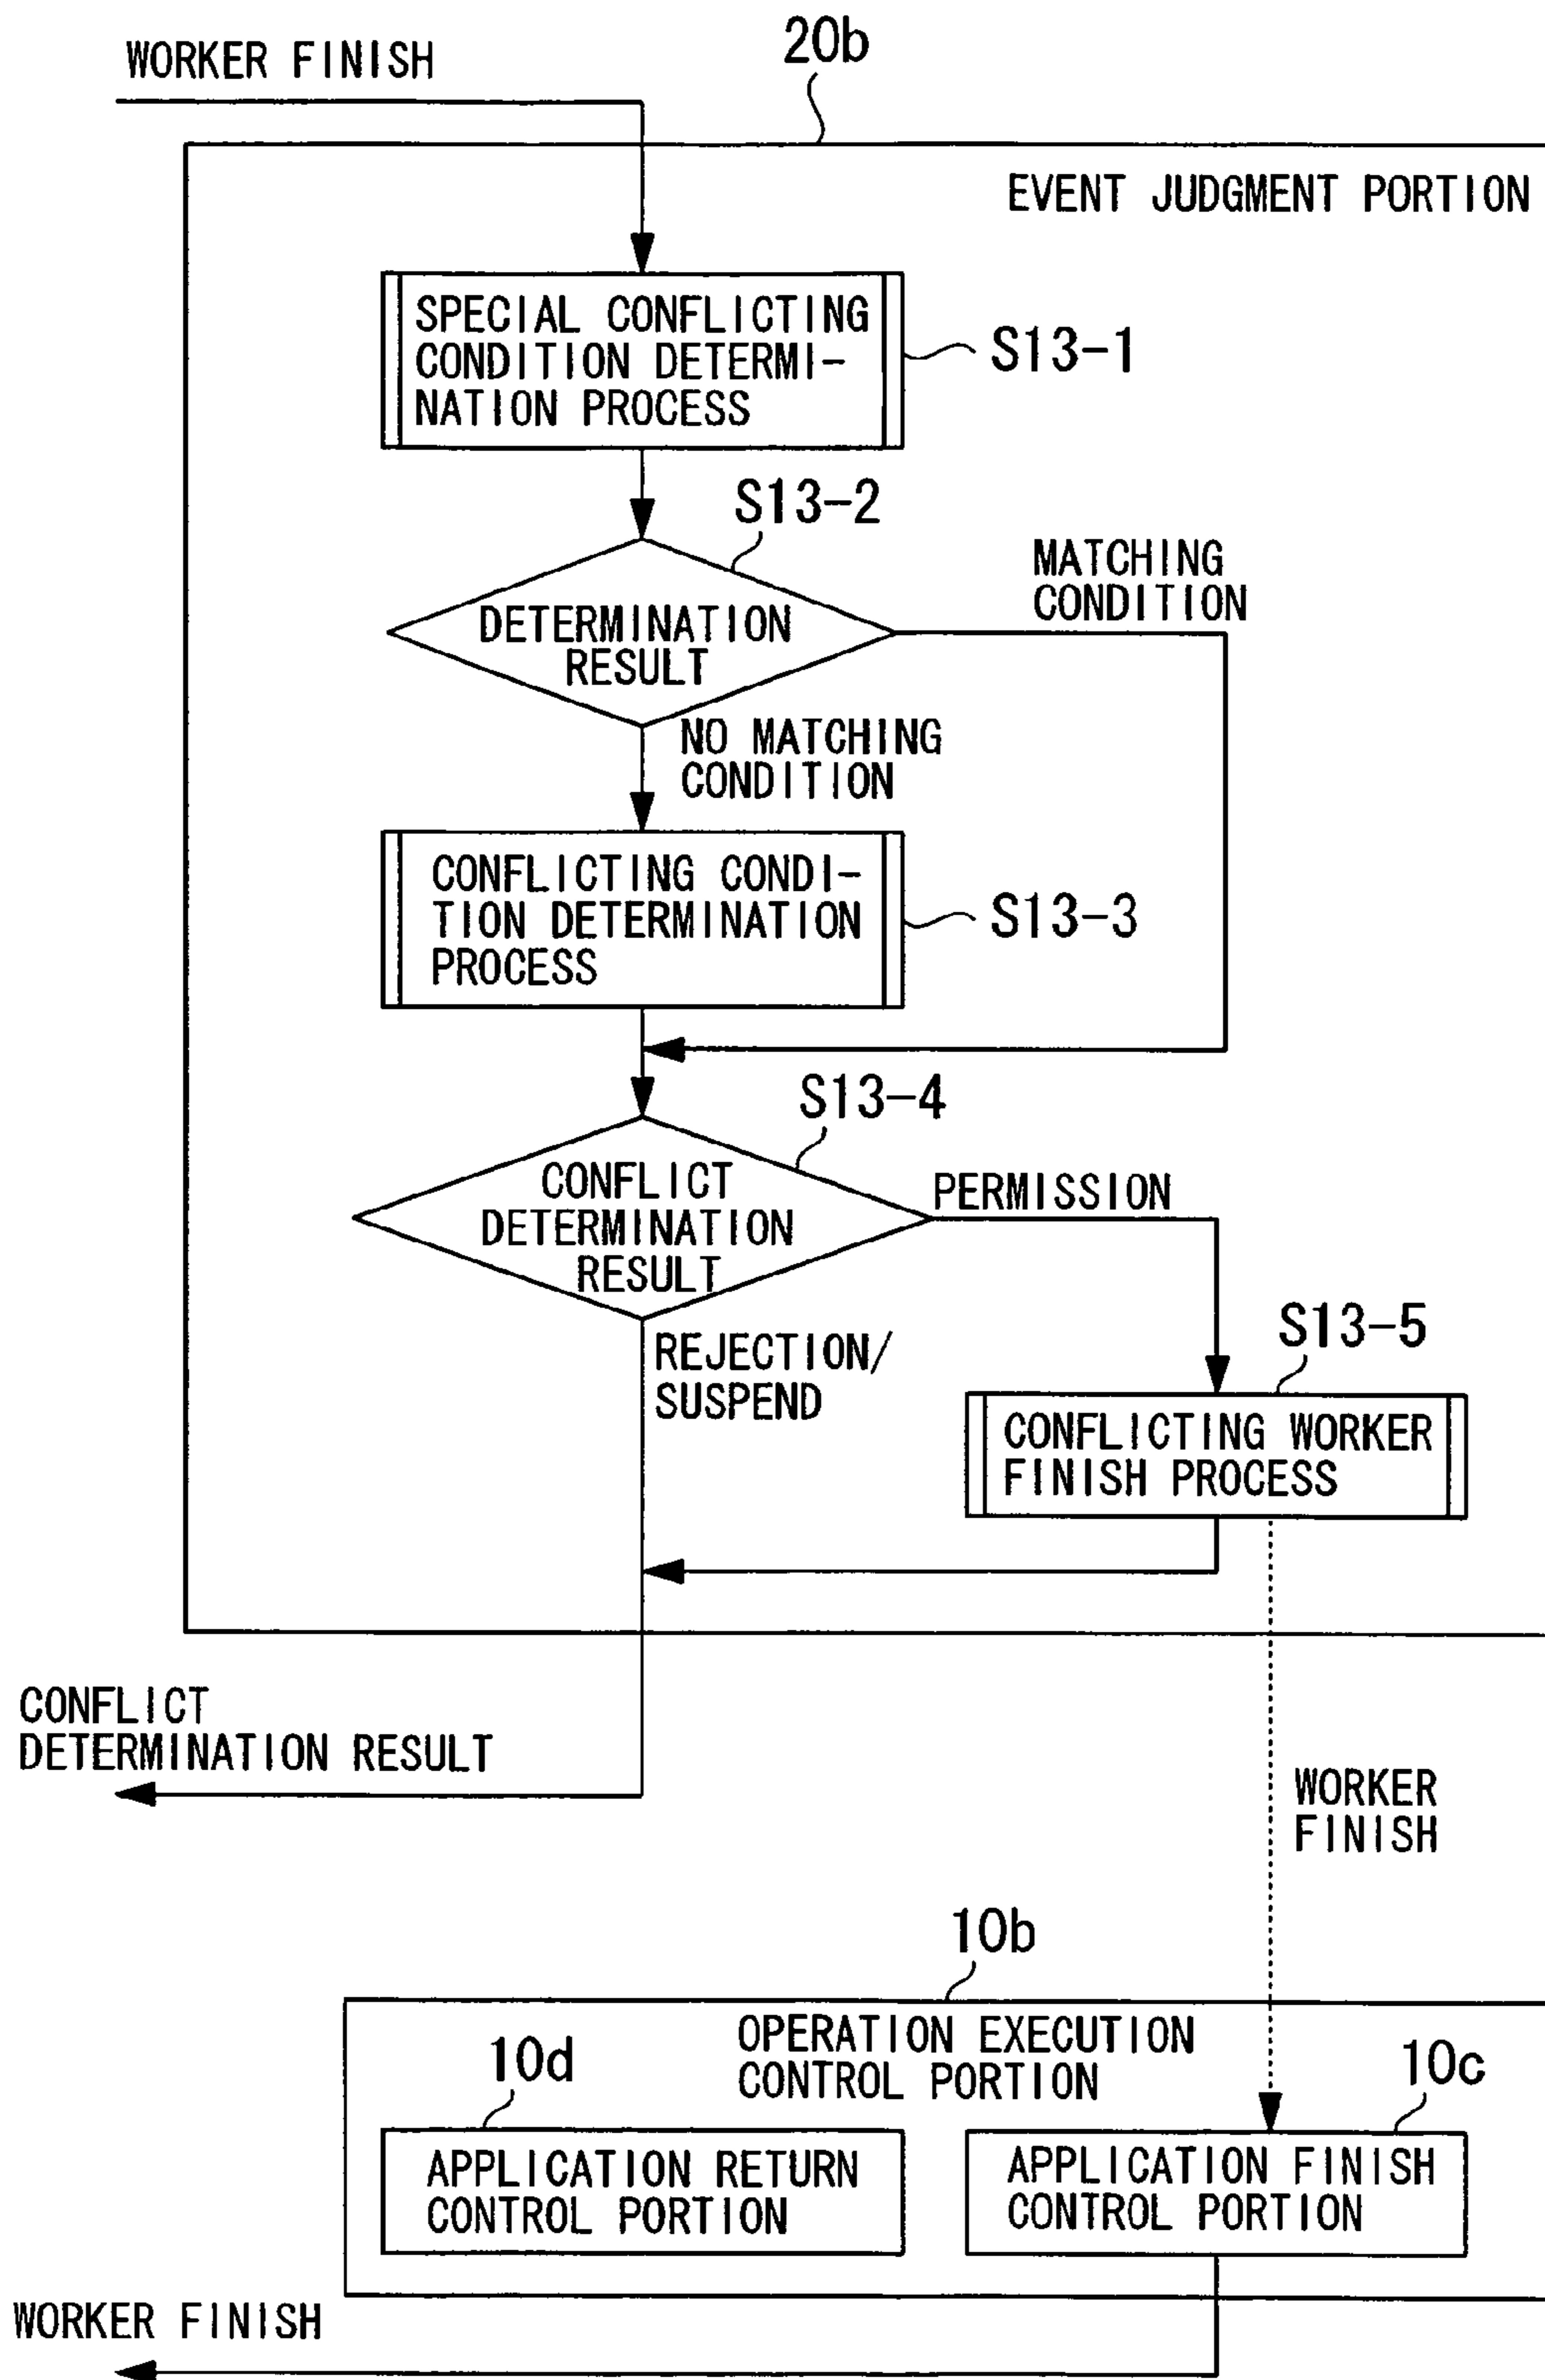 20b
WORKER FINISH
EVENT JUDGMENT PORTION
SPECIAL CONFLICTING
CONDITION DETERMI-
NATION PROCESS
S13-1
S13-2
MATCHING
CONDITION
DETERMINATION
RESULT
NO MATCHING
CONDITION
CONFLICTING CONDI-
TION DETERMINATION
PROCESS
S13-3
S13-4
CONFLICT
DETERMINATION
RESULT
PERMISSION
REJECTION/
SUSPEND
S13-5
CONFLICTING WORKER
FINISH PROCESS
CONFLICT
DETERMINATION RESULT
WORKER
FINISH
10b
OPERATION EXECUTION
CONTROL PORTION
10d
10c
APPLICATION RETURN
CONTROL PORTION
APPLICATION FINISH
CONTROL PORTION
WORKER FINISH